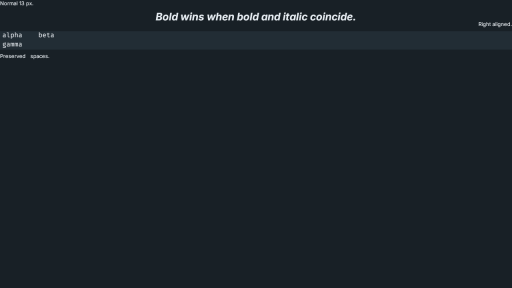 Normal 13 px.
Bold wins when bold and italic coincide.
Right aligned.
alpha    beta
gamma
Preserved   spaces.